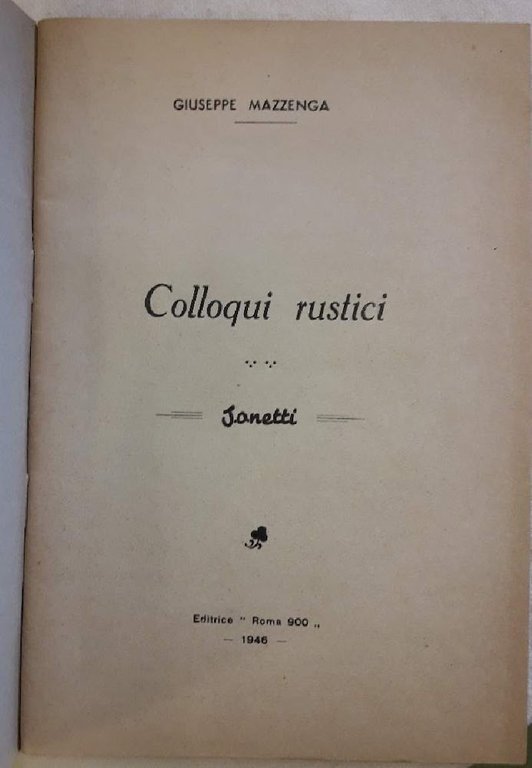 GIUSEPPE MAZZENGA
Colloqui rustici
Sonetti
Editrice " Roma 900 „
— 1946 —